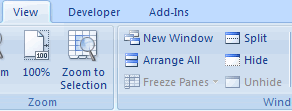 View Developer Add-Ins
New Window Split
100% Zoom to Selection Arrange All Hide
Freeze Panes Unhide
Zoom